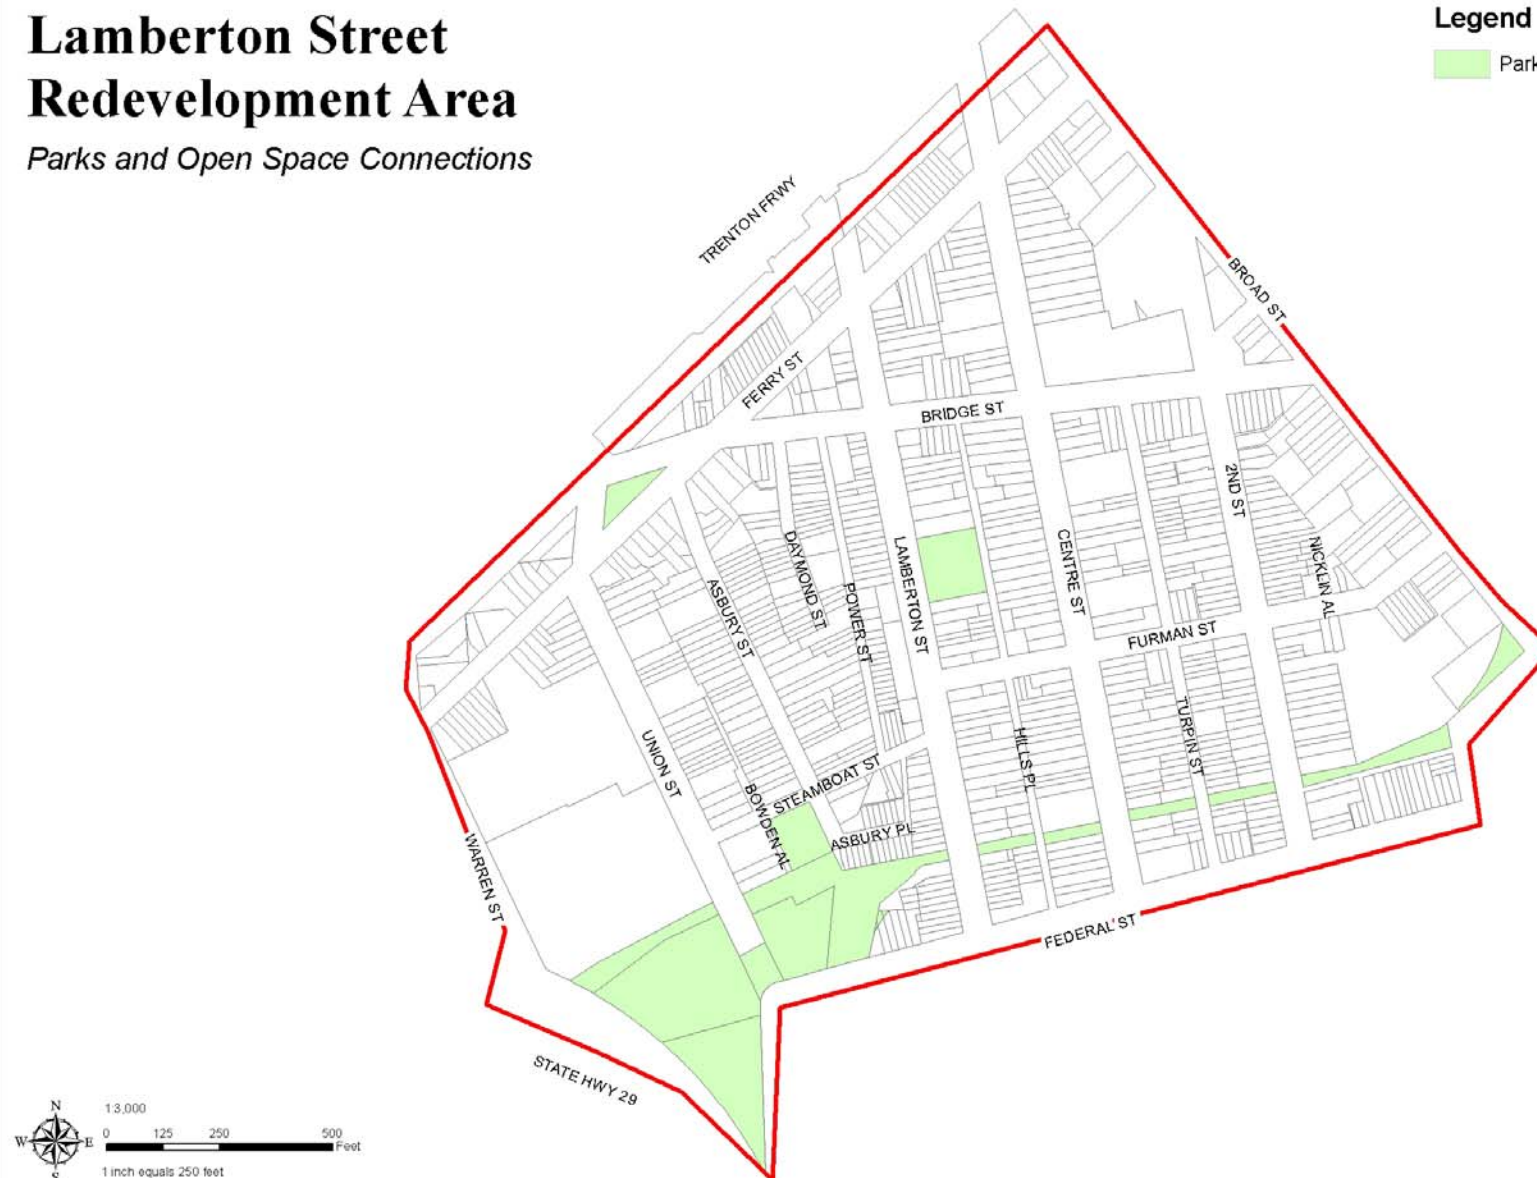 Lamberton Street
Redevelopment Area
Parks and Open Space Connections
Legend
Park
TRENTON FRWY
BROAD ST
FERRY ST
BRIDGE ST
2ND ST
DAYMOND ST
LAMBERTON ST
CENTRE ST
NICKLIN AL
ASBURY ST
POWER ST
FURMAN ST
UNION ST
HILLS PL
TURPIN ST
STEAMBOAT ST
BOWDEN AL
ASBURY PL
WARREN ST
FEDERAL ST
STATE HWY 29
N
W E
S
1:3,000
0 125 250 500
Feet
1 inch equals 250 feet